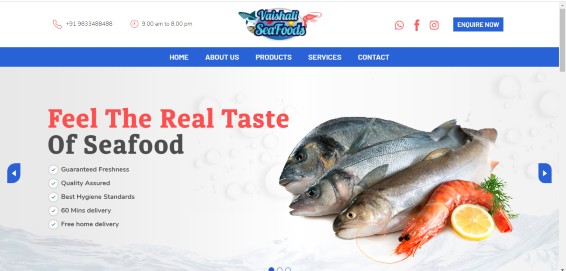 +91 9833488488
9.00 am to 8.00 pm
Vaishali
SeaFoods
ENQUIRE NOW
HOME
ABOUT US
PRODUCTS
SERVICES
CONTACT
Feel The Real Taste
Of Seafood
Guaranteed Freshness
Quality Assured
Best Hygiene Standards
60 Mins delivery
Free home delivery